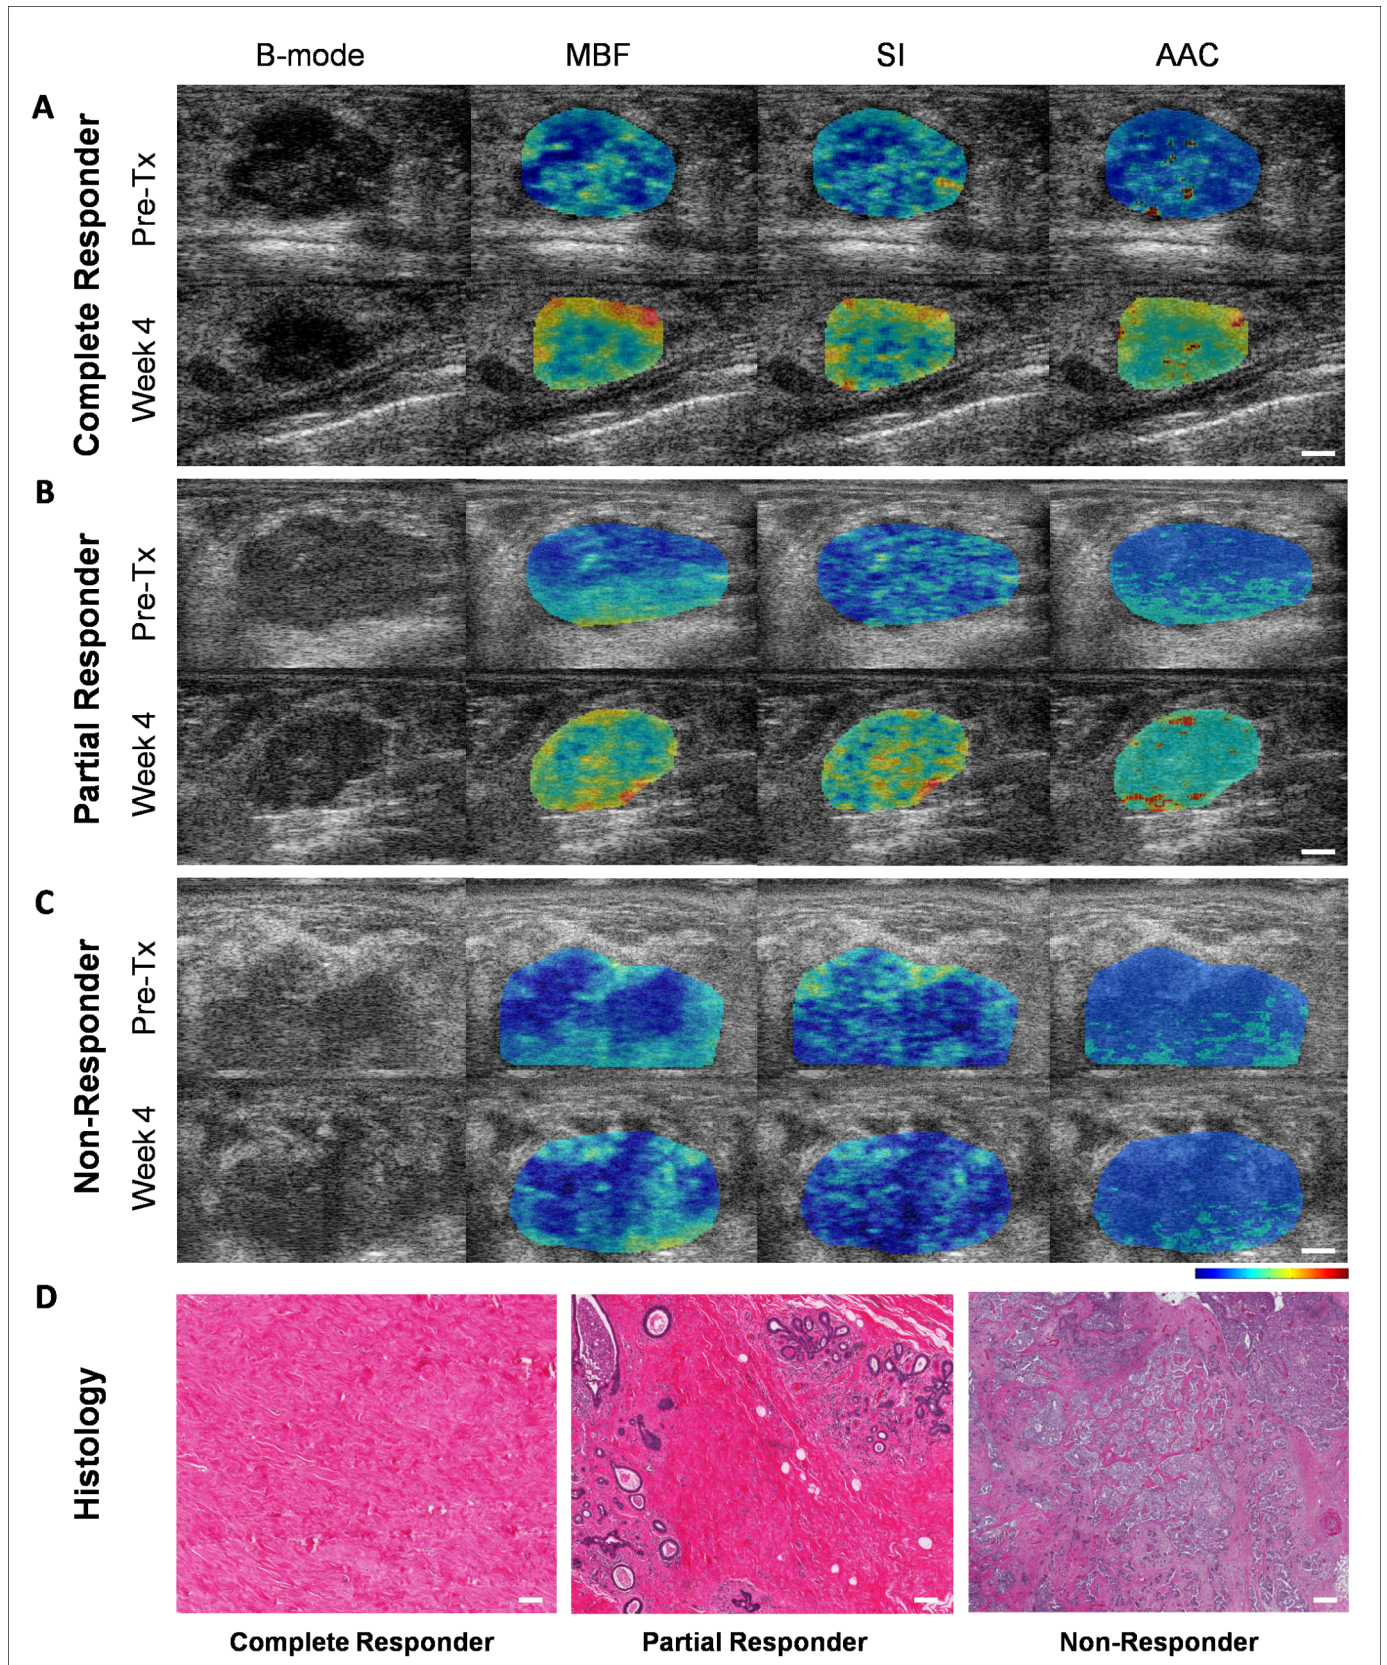 B-mode MBF SI AAC
A
Complete Responder
Pre-Tx
Week 4
B
Partial Responder
Pre-Tx
Week 4
C
Non-Responder
Pre-Tx
Week 4
D
Histology
Complete Responder Partial Responder Non-Responder